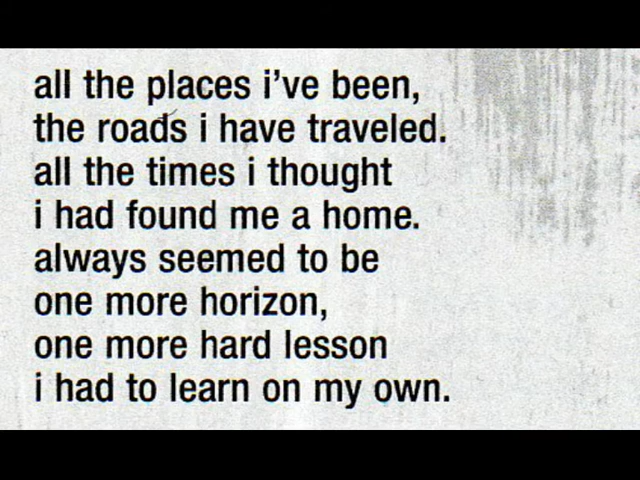 all the places i've been,
the roads i have traveled.
all the times i thought
i had found me a home.
always seemed to be
one more horizon,
one more hard lesson
i had to learn on my own.